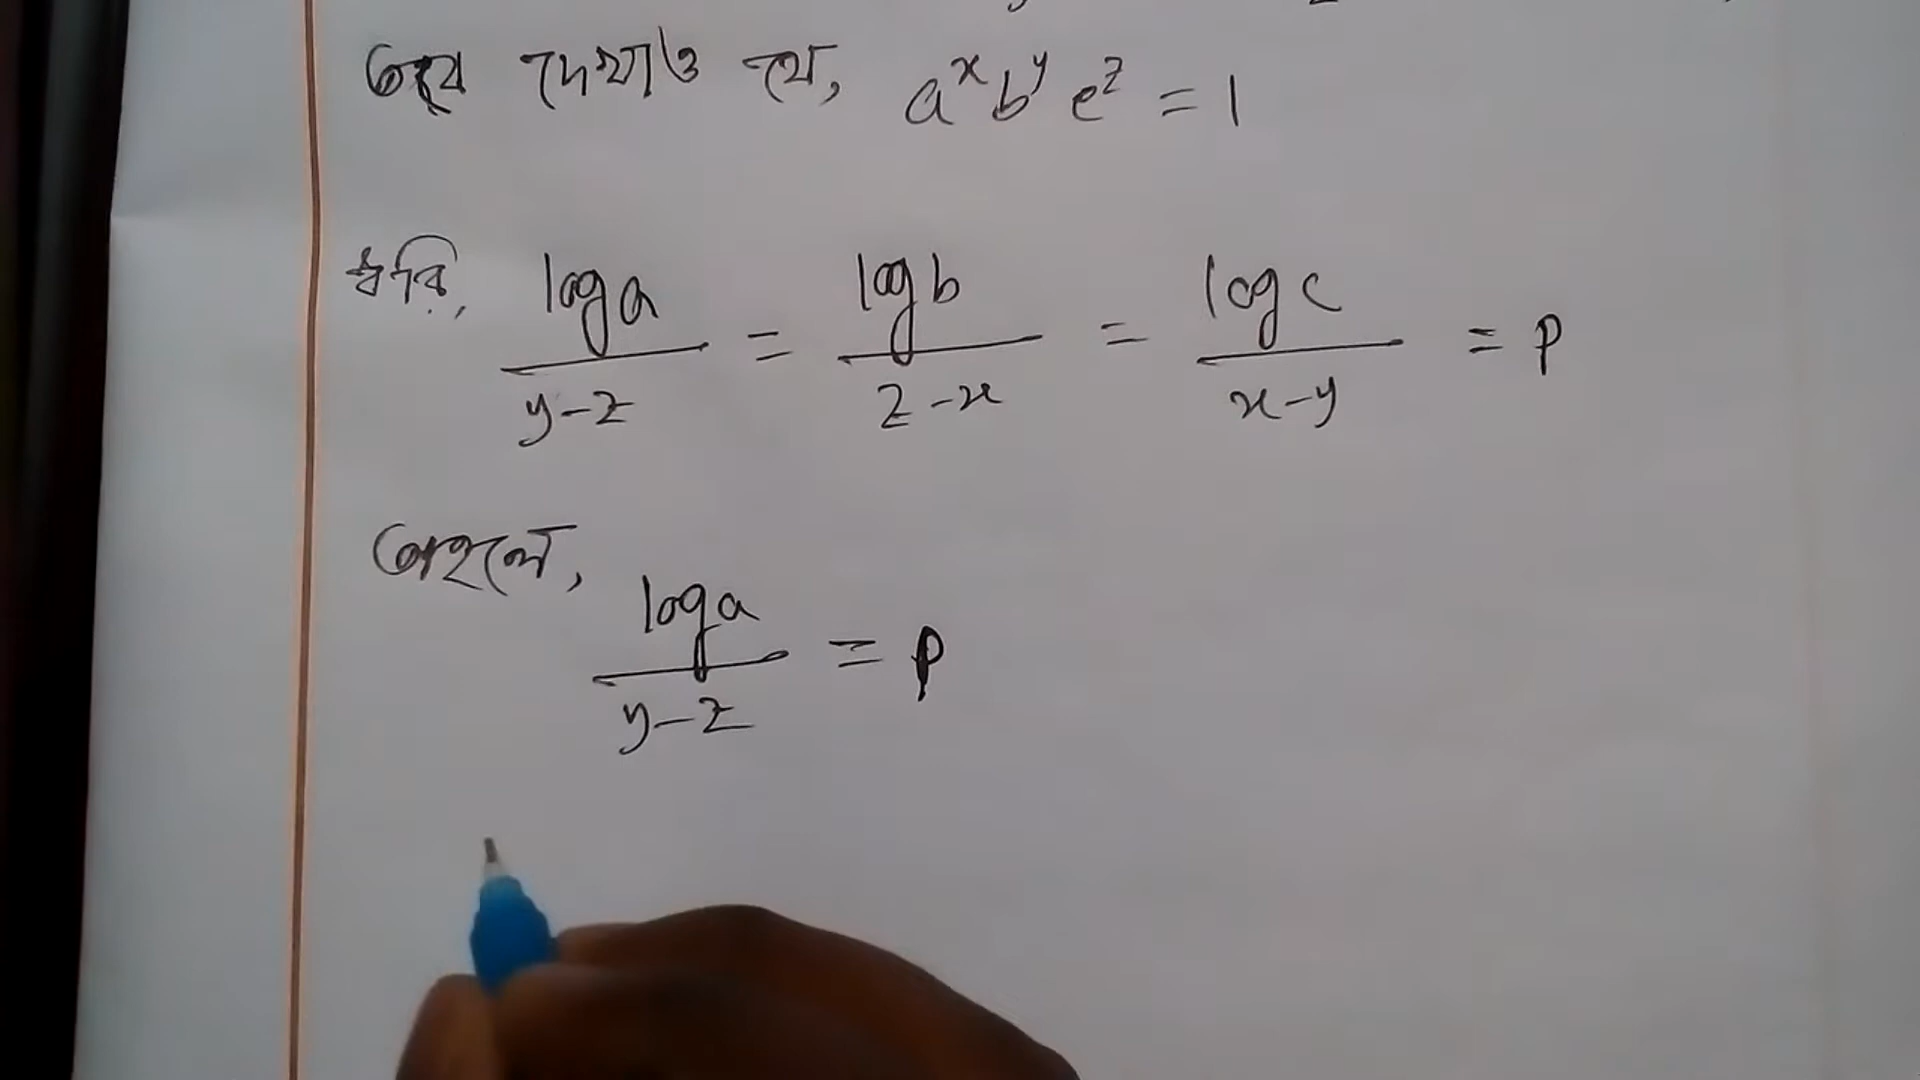 তবে দেখাও যে, a^x b^y c^z = 1
ধরি, log a / y-z = log b / z-x = log c / x-y = p
তাহলে,
log a / y-z = p